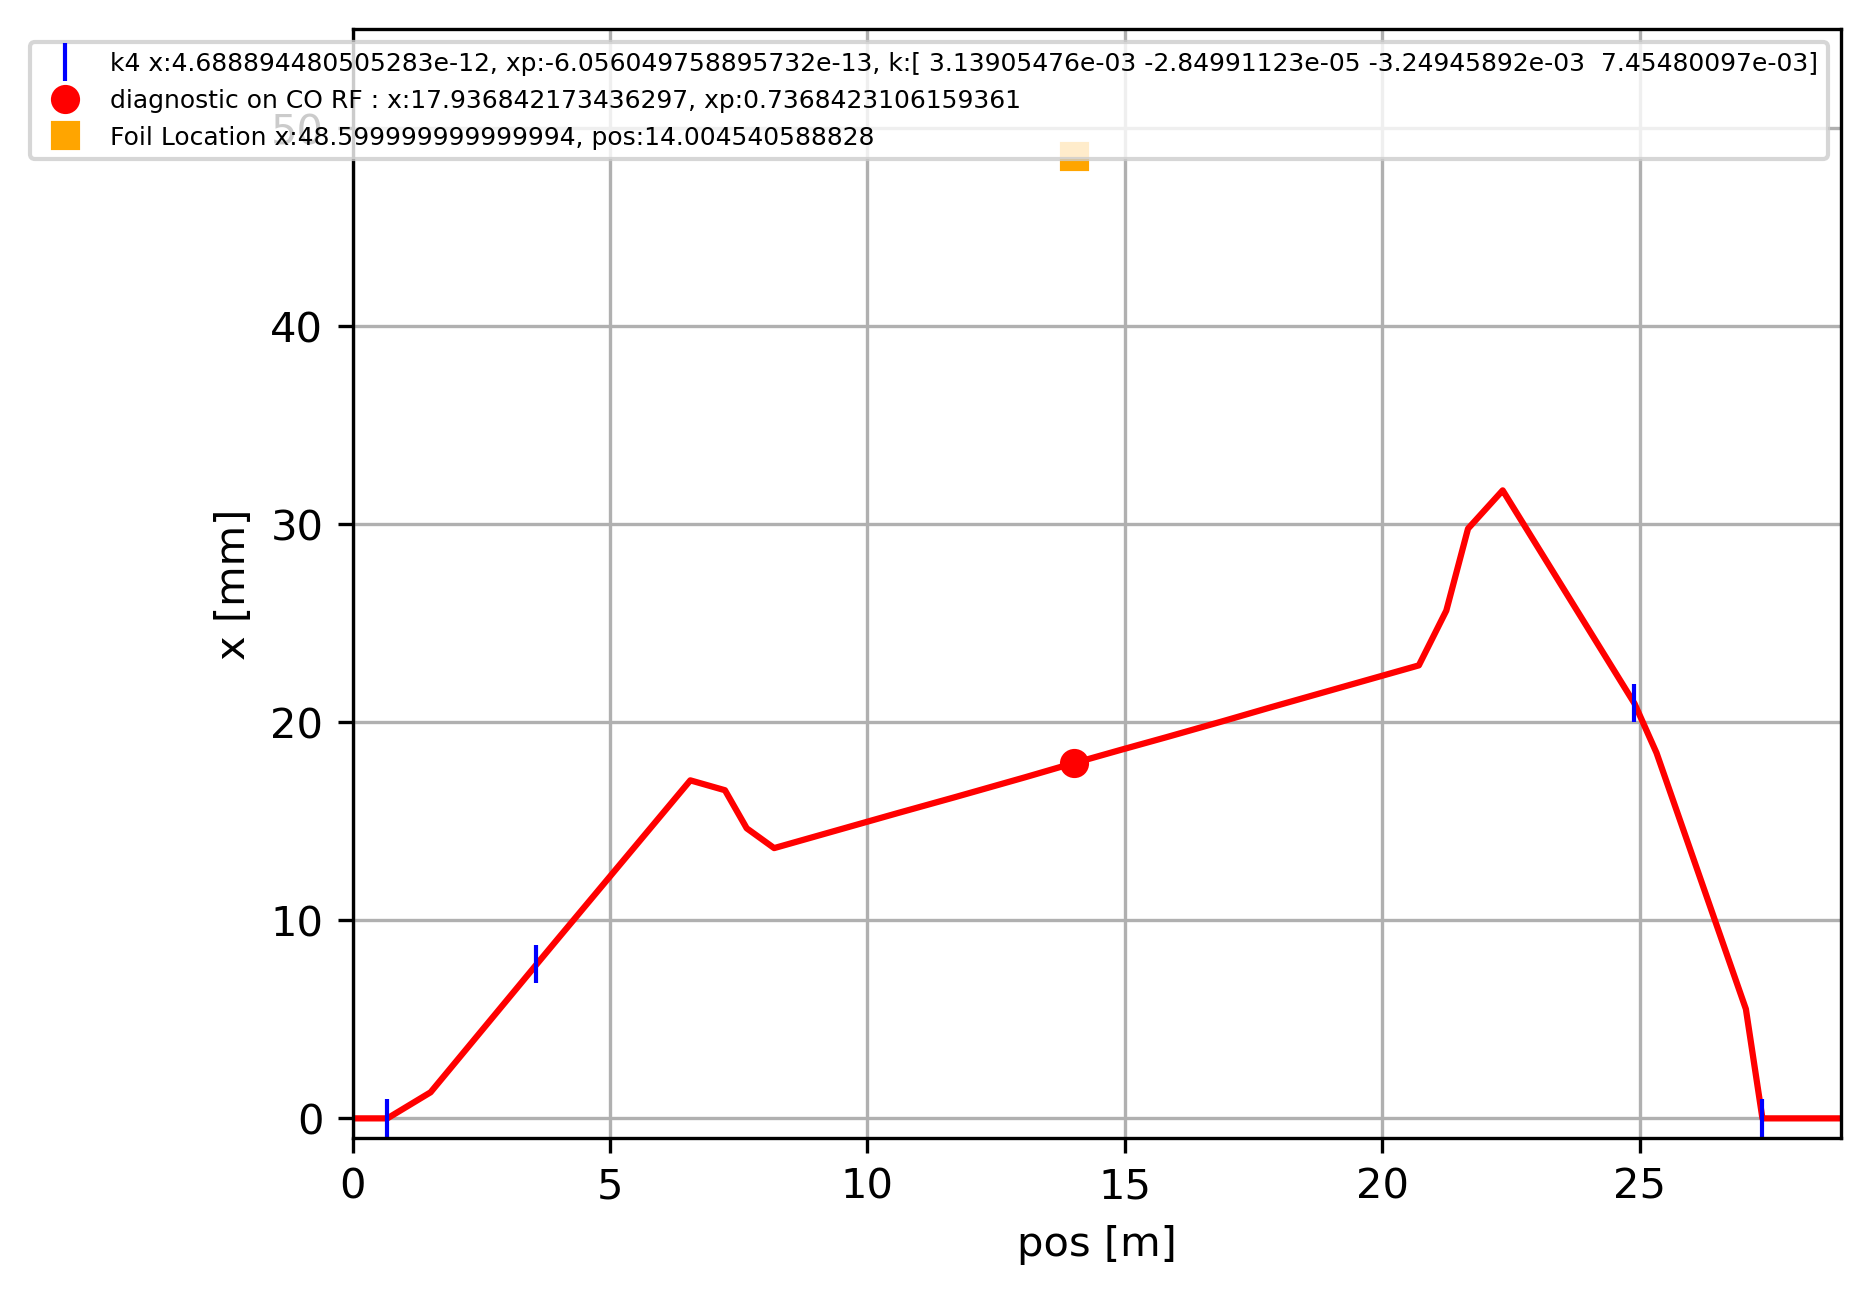 k4 x:4.688894480505283e-12, xp:-6.056049758895732e-13, k:[ 3.13905476e-03 -2.84991123e-05 -3.24945892e-03  7.45480097e-03]
diagnostic on CO RF : x:17.936842173436297, xp:0.7368423106159361
Foil Location x:48.599999999999994, pos:14.004540588828
50
40
30
20
10
0
x [mm]
0 5 10 15 20 25
pos [m]